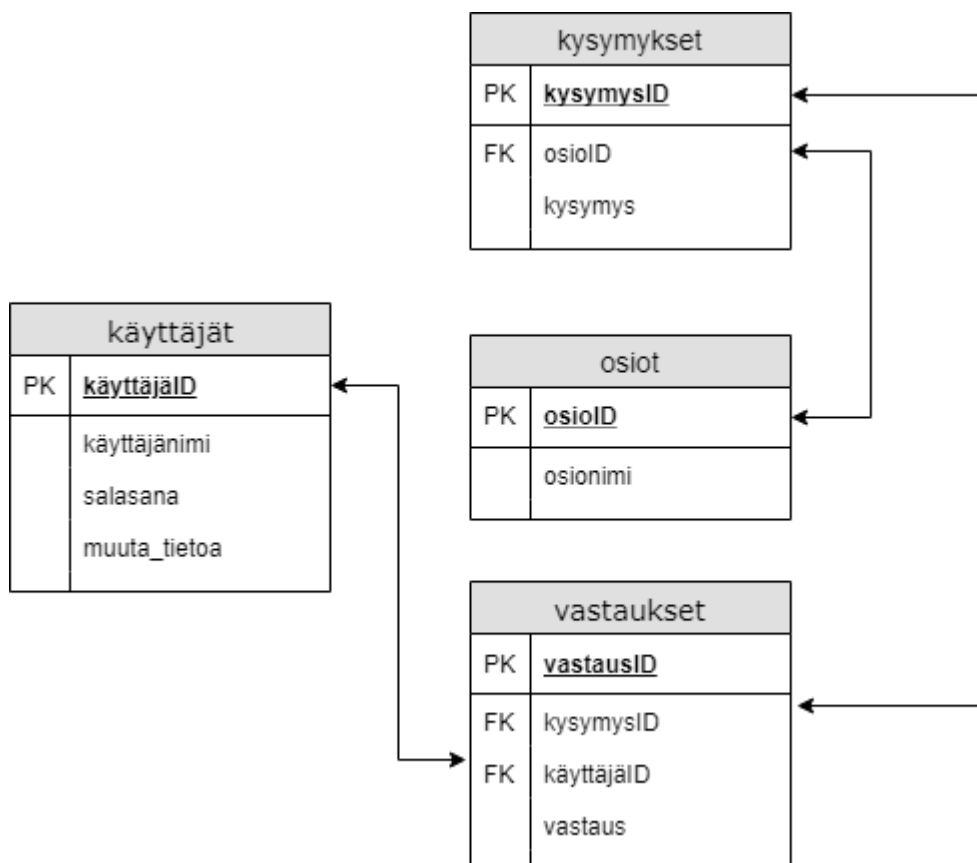 kysymykset
PK kysymysID
FK osioID
kysymys
käyttäjät
PK käyttäjäID
käyttäjänimi
salasana
muuta_tietoa
osiot
PK osioID
osionimi
vastaukset
PK vastausID
FK kysymysID
FK käyttäjäID
vastaus